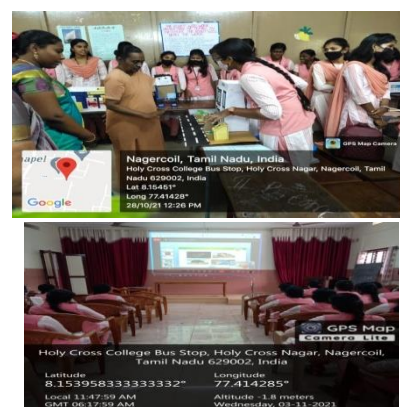 GPS Map Camera
hapel
Google
Nagercoil, Tamil Nadu, India
Holy Cross College Bus Stop, Holy Cross Nagar, Nagercoil, Tamil
Nadu 629002, India
Lat 8.15451°
Long 77.41428°
28/10/21 12:26 PM
GPS Map
Camera Lite
Holy Cross College Bus Stop, Holy Cross Nagar, Nagercoil,
Tamil Nadu 629002, India
Latitude
8.153958333333332°
Longitude
77.414285°
Local 11:47:59 AM
GMT 06:17:59 AM
Altitude -1.8 meters
Wednesday, 03-11-2021